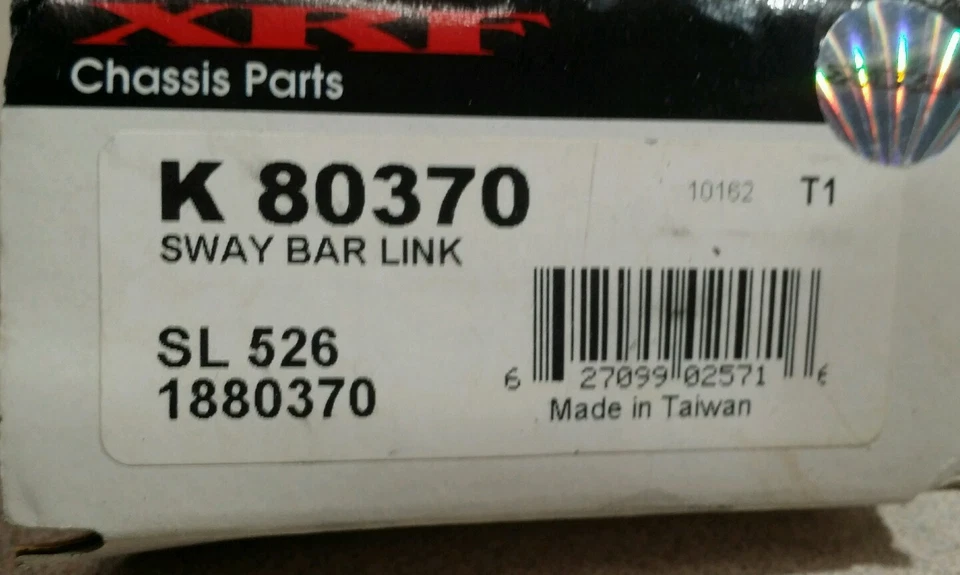 XRF
Chassis Parts
K 80370
10162 T1
SWAY BAR LINK
SL 526
1880370
6 27099 02571 6
Made in Taiwan